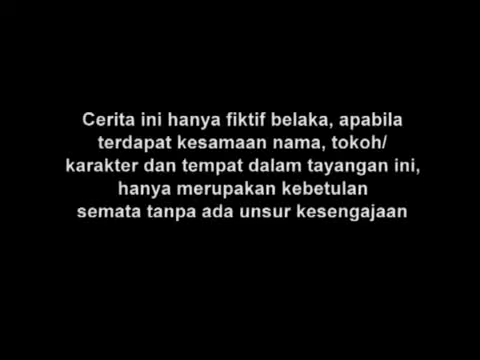 Cerita ini hanya fiktif belaka, apabila
terdapat kesamaan nama, tokoh/
karakter dan tempat dalam tayangan ini,
hanya merupakan kebetulan
semata tanpa ada unsur kesengajaan